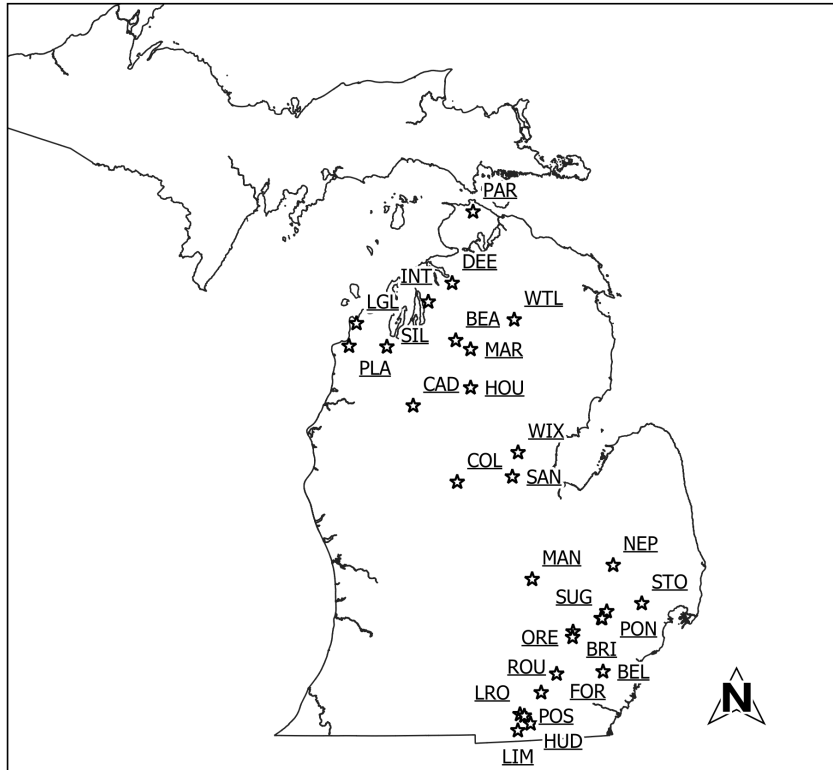 PAR
DEE
INT
LGL
WTL
BEA
SIL
MAR
PLA
CAD
HOU
WIX
COL
SAN
NEP
MAN
STO
SUG
PON
ORE
BRI
ROU
BEL
LRO
FOR
POS
HUD
LIM
N